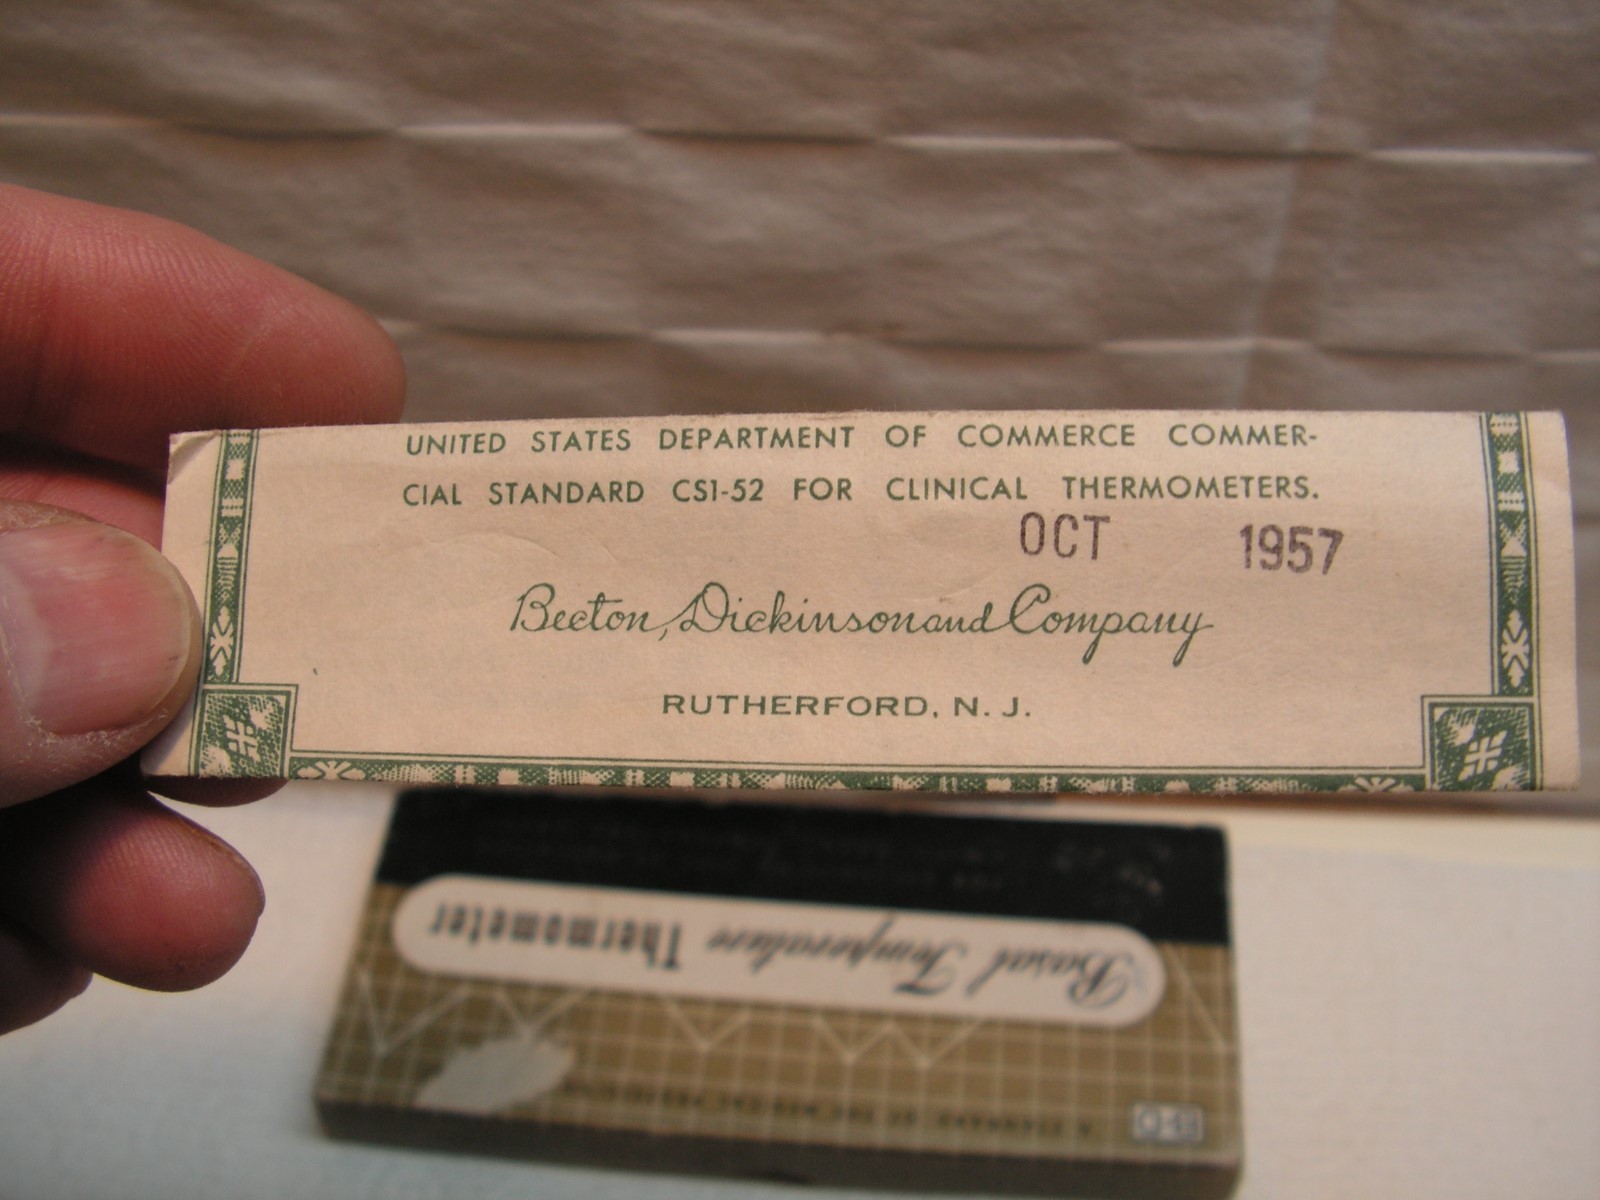 UNITED STATES DEPARTMENT OF COMMERCE COMMER-
CIAL STANDARD CS1-52 FOR CLINICAL THERMOMETERS.
OCT 1957
Becton, Dickinson and Company
RUTHERFORD, N. J.
Basal Temperature Thermometer
B-D